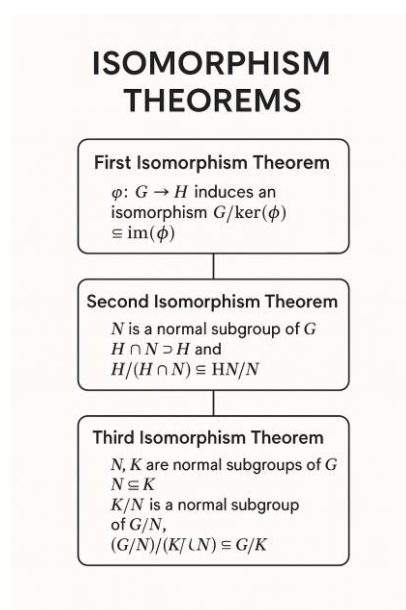 ISOMORPHISM
THEOREMS
First Isomorphism Theorem
φ: G → H induces an
isomorphism G/ker(ϕ)
≅ im(ϕ)
Second Isomorphism Theorem
N is a normal subgroup of G
H ∩ N ⊃ H and
H/(H ∩ N) ≅ HN/N
Third Isomorphism Theorem
N, K are normal subgroups of G
N ⊆ K
K/N is a normal subgroup
of G/N,
≅ G/K